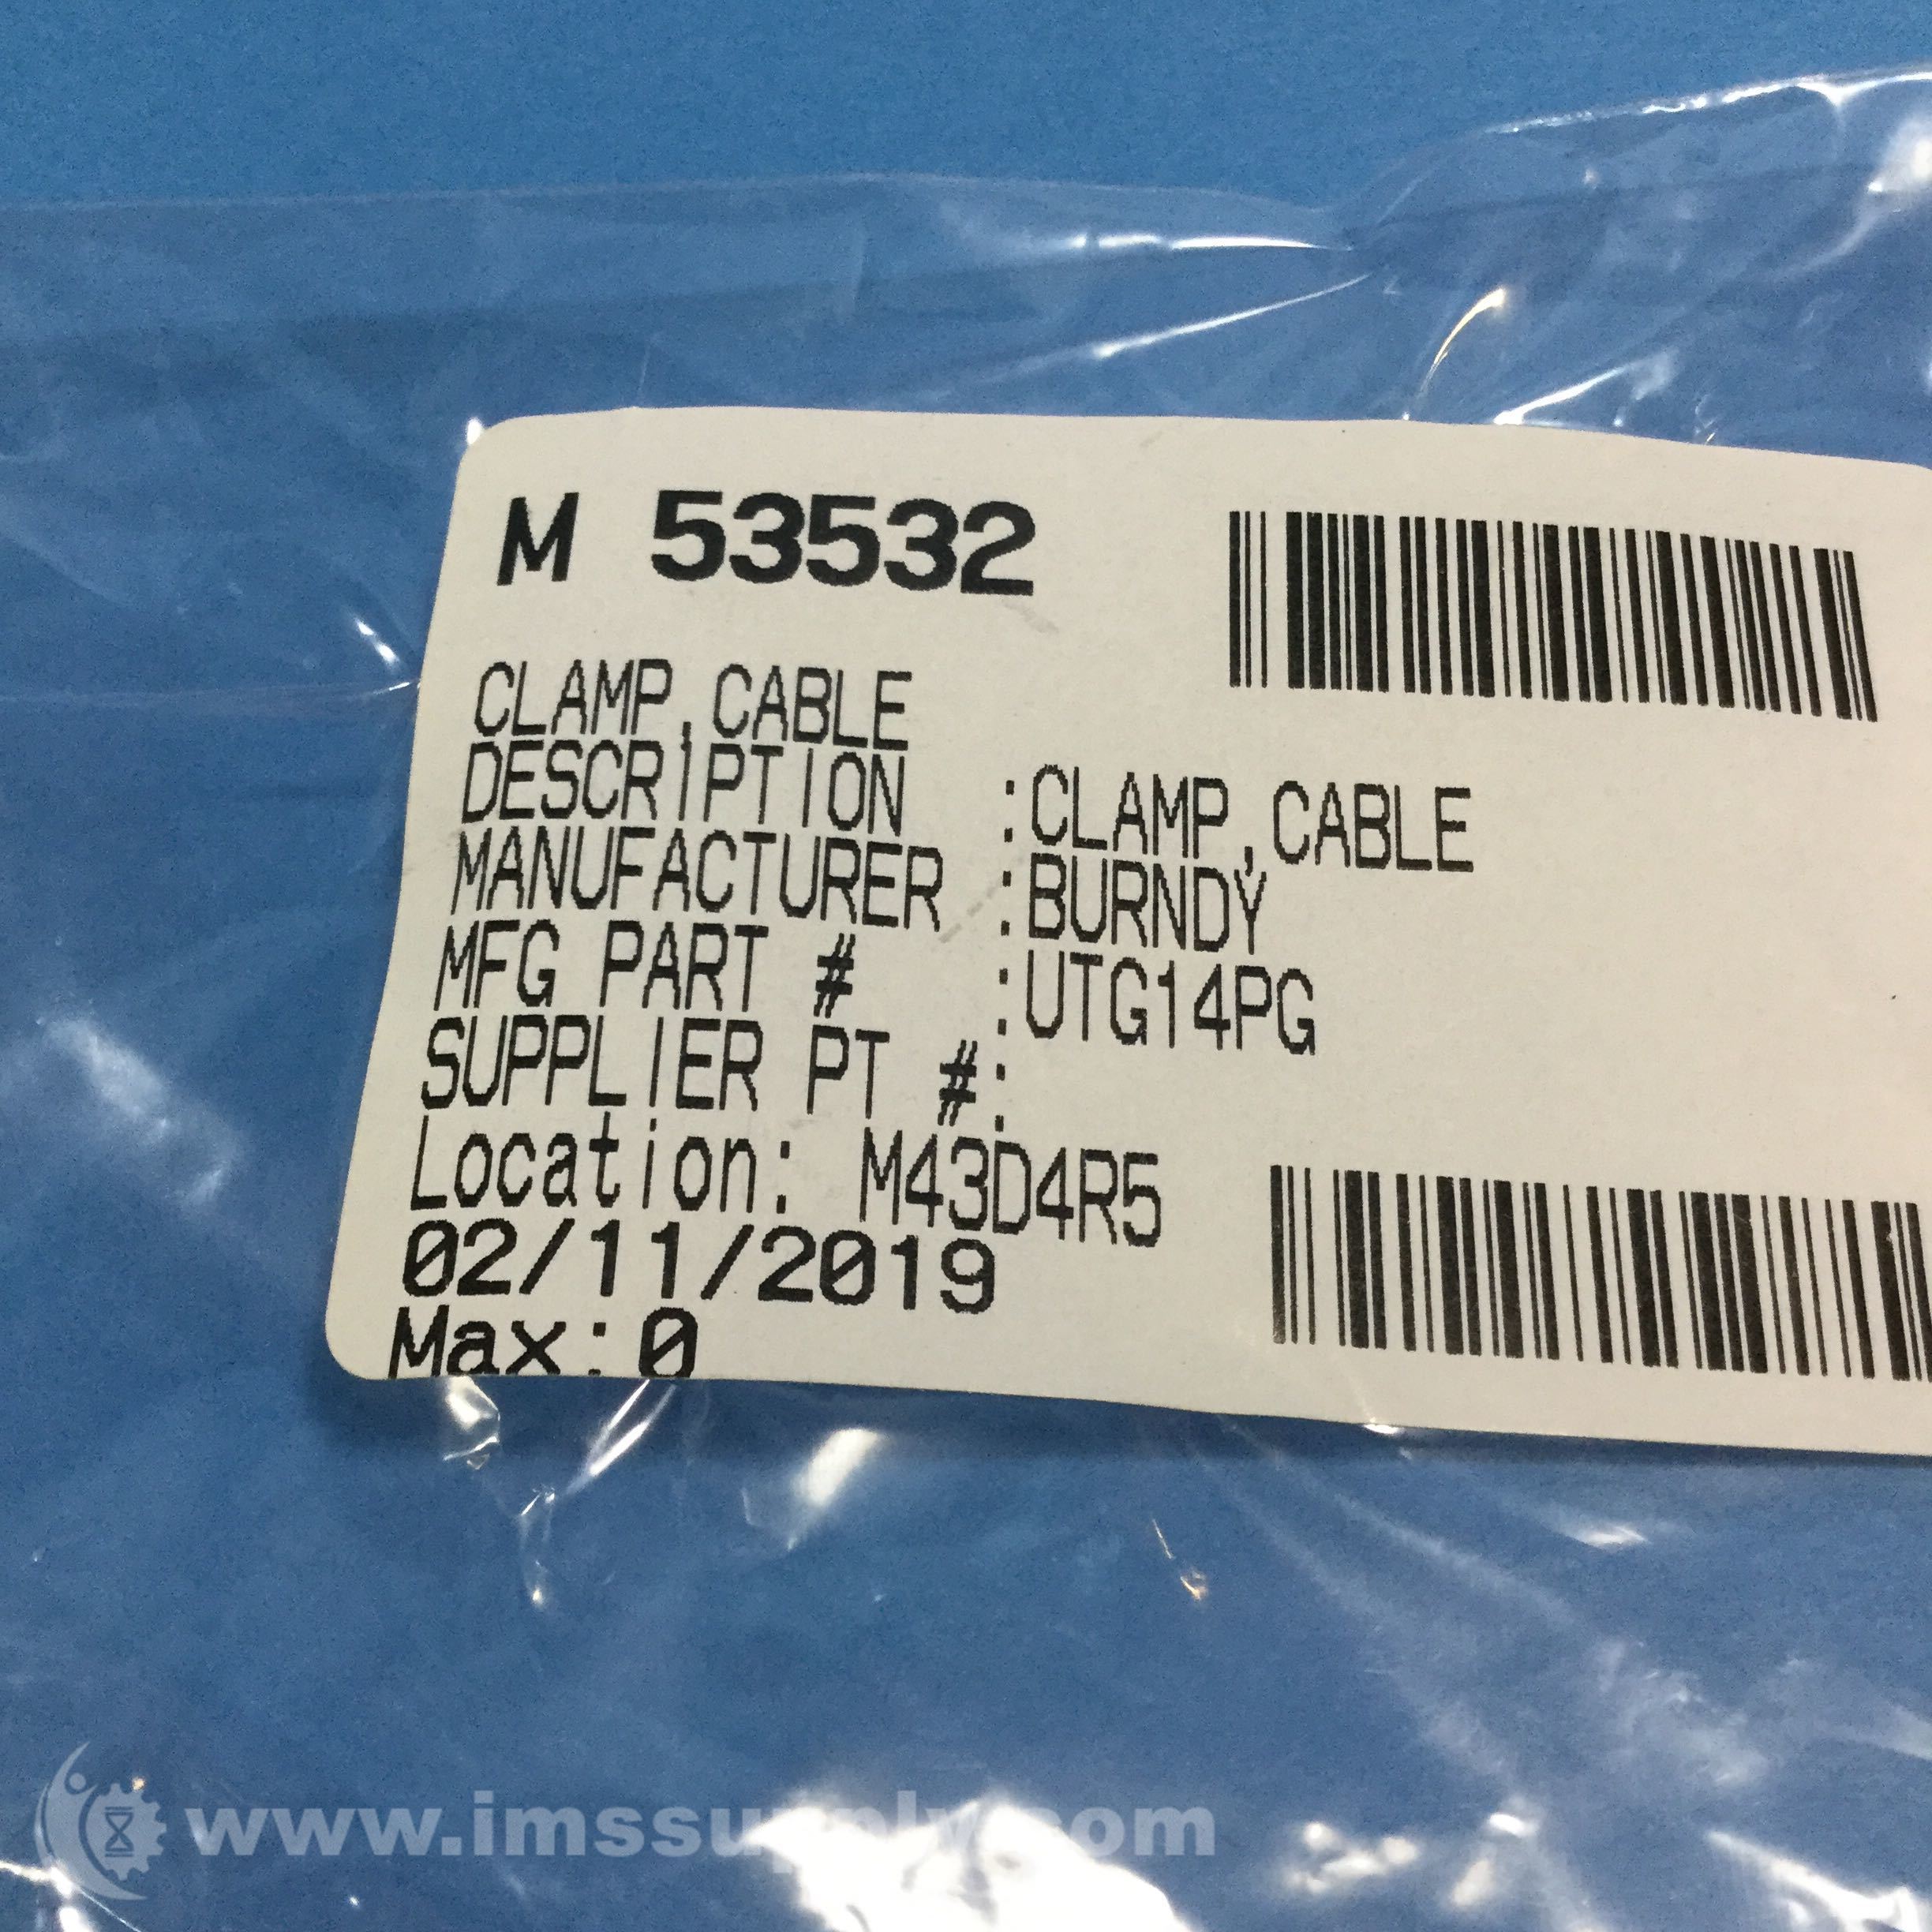 M 53532
CLAMP,CABLE
DESCRIPTION :CLAMP,CABLE
MANUFACTURER :BURNDY
MFG PART # :UTG14PG
SUPPLIER PT #:
Location: M43D4R5
02/11/2019
Max:0
www.imssupply.com